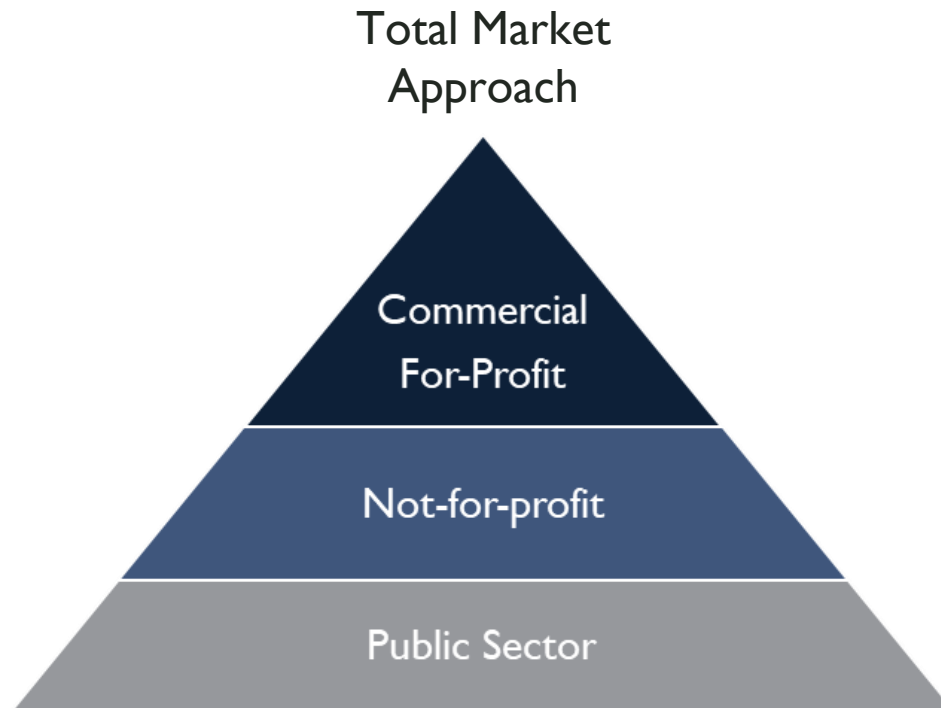 Total Market
Approach
Commercial
For-Profit
Not-for-profit
Public Sector